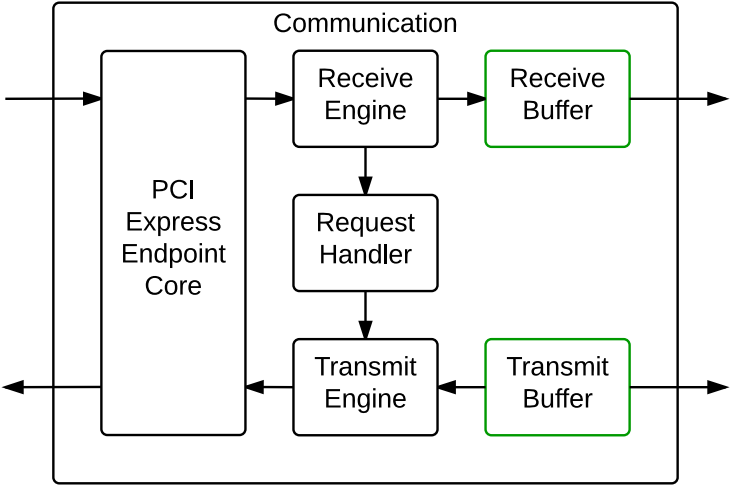 Communication
Receive
Engine
Receive
Buffer
PCI
Express
Endpoint
Core
Request
Handler
Transmit
Engine
Transmit
Buffer